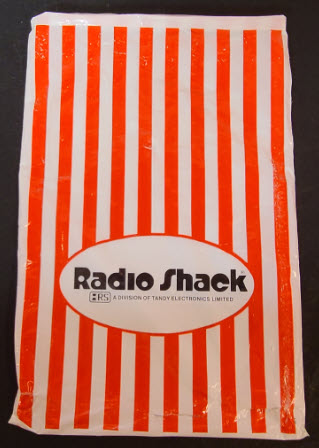 Radio Shack
RS A DIVISION OF TANDY ELECTRONICS LIMITED